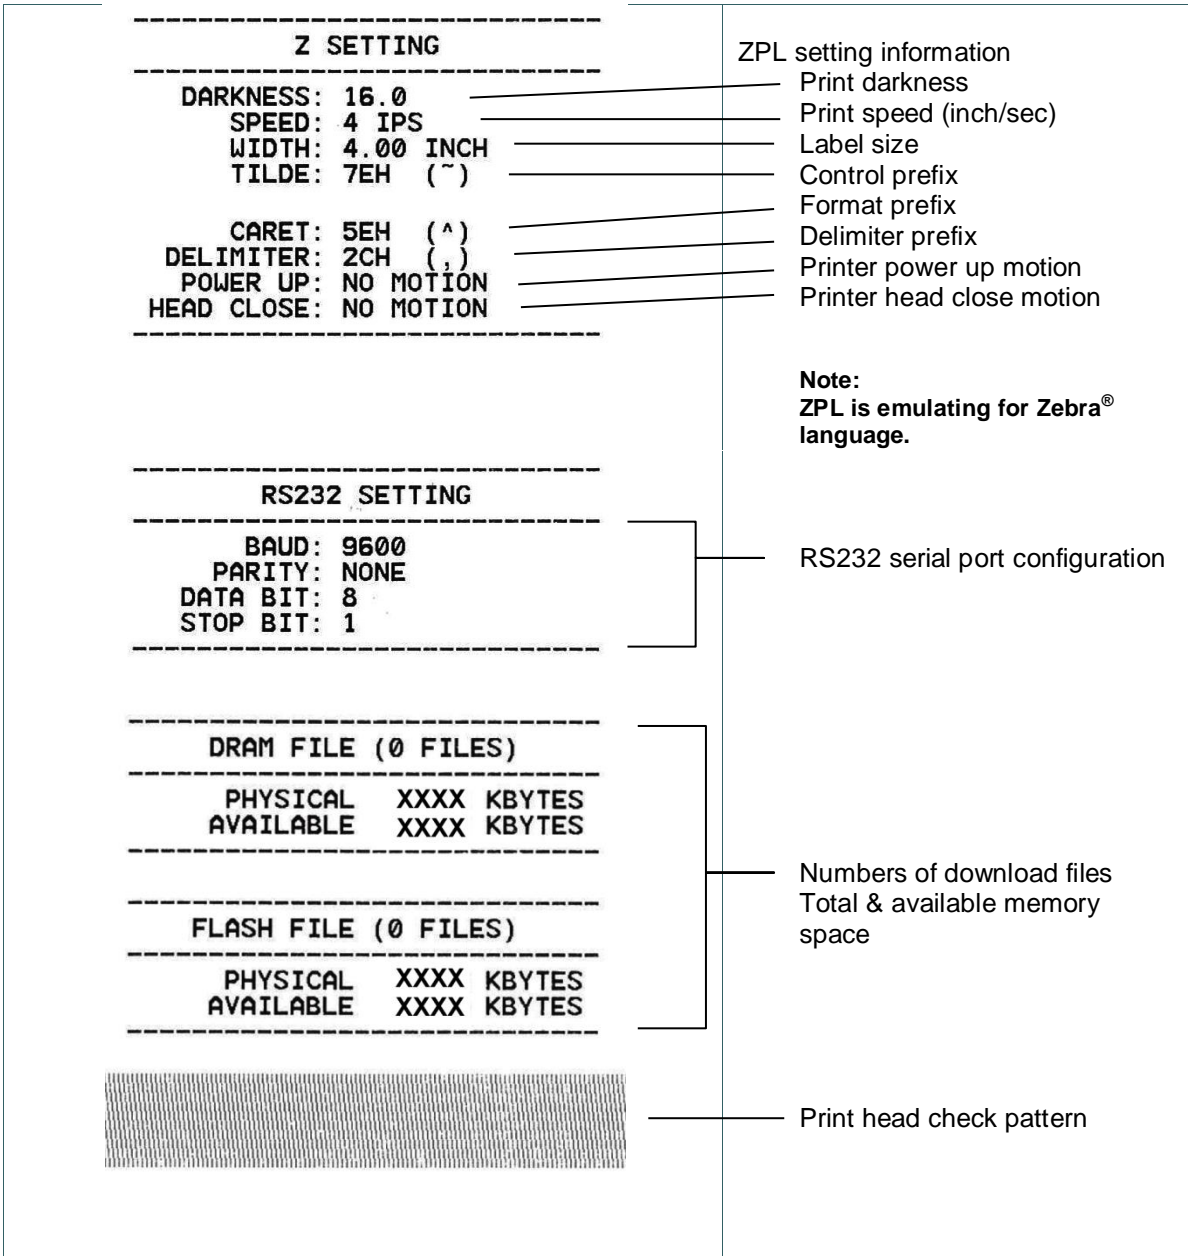 Z SETTING
DARKNESS: 16.0
SPEED: 4 IPS
WIDTH: 4.00 INCH
TILDE: 7EH (~)
CARET: 5EH (^)
DELIMITER: 2CH (,)
POWER UP: NO MOTION
HEAD CLOSE: NO MOTION
ZPL setting information
Print darkness
Print speed (inch/sec)
Label size
Control prefix
Format prefix
Delimiter prefix
Printer power up motion
Printer head close motion
Note:
ZPL is emulating for Zebra®
language.
RS232 SETTING
BAUD: 9600
PARITY: NONE
DATA BIT: 8
STOP BIT: 1
RS232 serial port configuration
DRAM FILE (0 FILES)
PHYSICAL XXXX KBYTES
AVAILABLE XXXX KBYTES
FLASH FILE (0 FILES)
PHYSICAL XXXX KBYTES
AVAILABLE XXXX KBYTES
Numbers of download files
Total & available memory
space
Print head check pattern